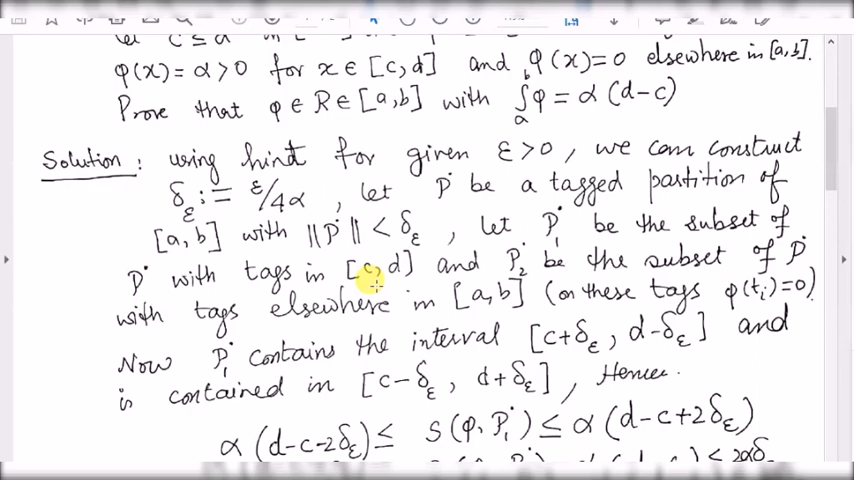 φ(x) = α > 0 for x ∈ [c, d] and φ(x) = 0 elsewhere in [a, b].
Prove that φ ∈ R ∈ [a, b] with ∫ₐᵇ φ = α (d-c)
Solution : using hint for given ε > 0, we can construct
δ_ε := ε/4α, let Ṗ be a tagged partition of
[a, b] with ||Ṗ|| < δ_ε, let Ṗ₁ be the subset of
Ṗ with tags in [c, d] and Ṗ₂ be the subset of Ṗ
with tags elsewhere in [a, b] (on these tags φ(tᵢ)=0)
Now Ṗ₁ contains the interval [c+δ_ε, d-δ_ε] and
is contained in [c-δ_ε, d+δ_ε], Hence.
α (d-c-2δ_ε) ≤ S(φ, Ṗ₁) ≤ α (d-c+2δ_ε)